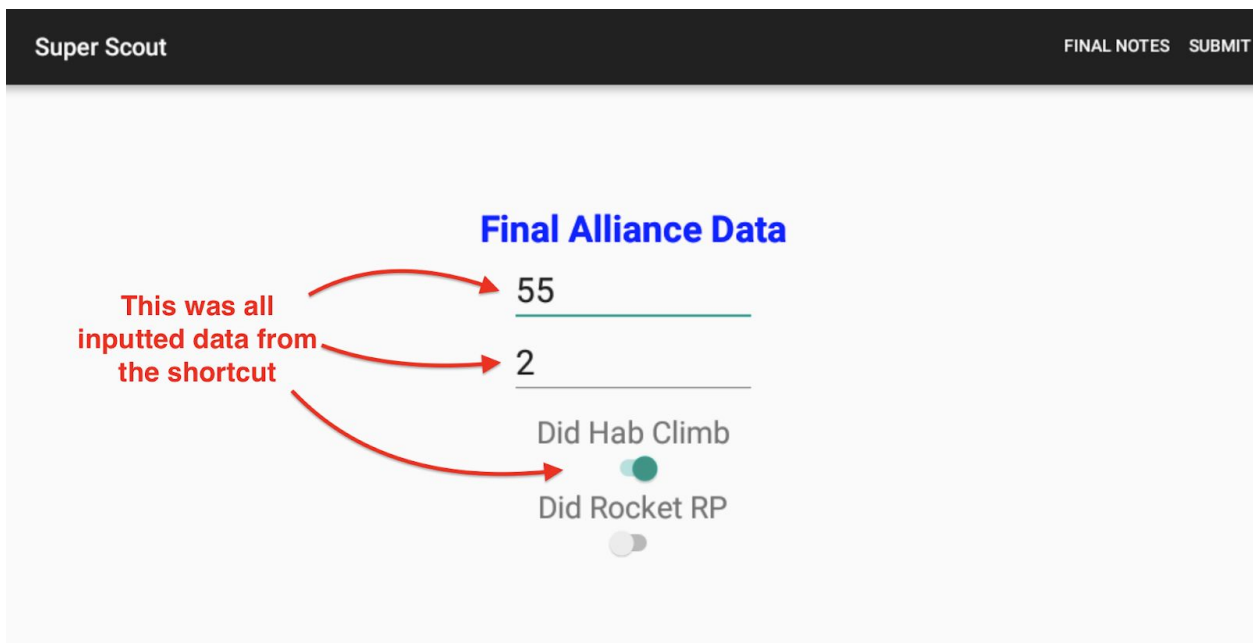 Super Scout
FINAL NOTES SUBMIT
Final Alliance Data
This was all
inputted data from
the shortcut
55
2
Did Hab Climb
Did Rocket RP